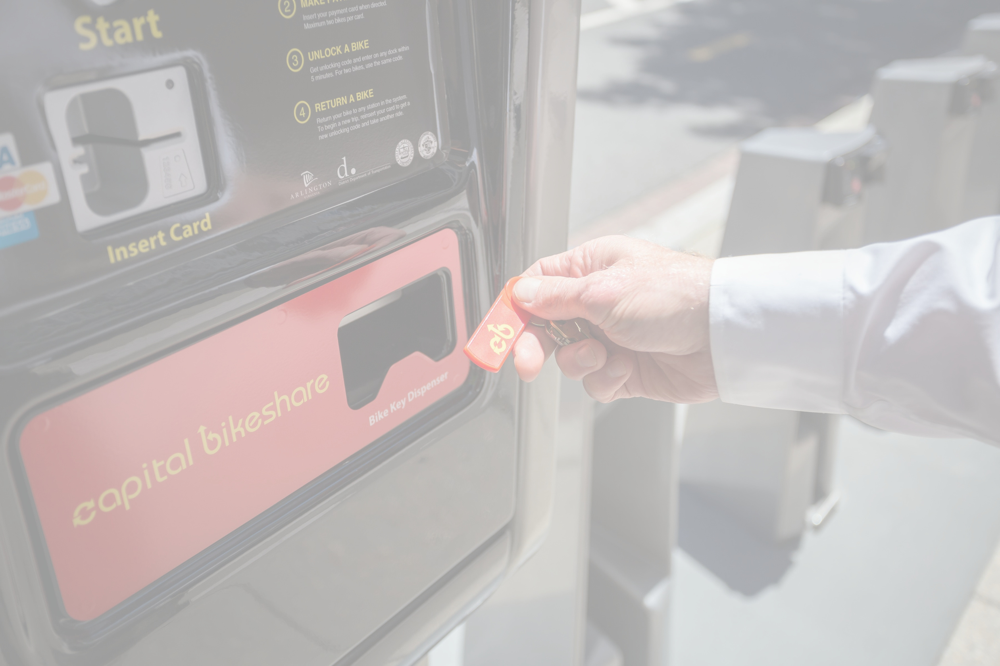 Start
2 MAKE
Insert your payment card when directed.
Maximum two bikes per card.
3 UNLOCK A BIKE
Get unlocking code and enter on any dock within
5 minutes. For two bikes, use the same code.
4 RETURN A BIKE
Return your bike to any station in the system.
To begin a new trip, reinsert your card to get a
new unlocking code and take another ride.
ARLINGTON
VIRGINIA
d.
District Department of Transportation
MasterCard
Insert Card
capital bikeshare
Bike Key Dispenser
cb